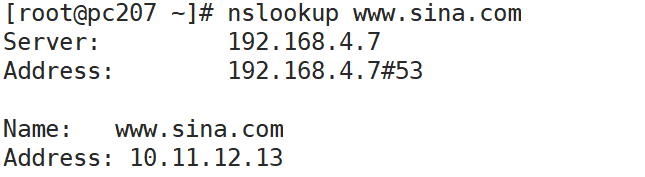 [root@pc207 ~]# nslookup www.sina.com
Server:         192.168.4.7
Address:        192.168.4.7#53

Name:   www.sina.com
Address: 10.11.12.13